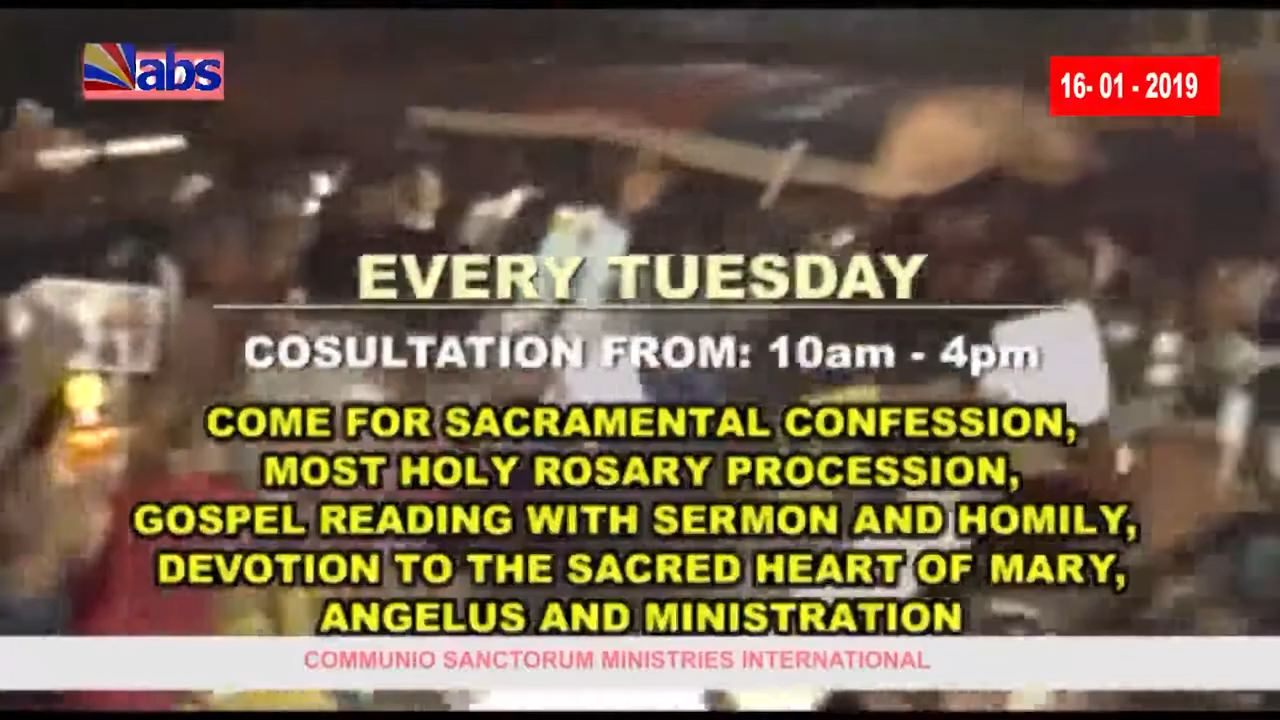 abs
16- 01 - 2019
EVERY TUESDAY
COSULTATION FROM: 10am - 4pm
COME FOR SACRAMENTAL CONFESSION,
MOST HOLY ROSARY PROCESSION,
GOSPEL READING WITH SERMON AND HOMILY,
DEVOTION TO THE SACRED HEART OF MARY,
ANGELUS AND MINISTRATION
COMMUNIO SANCTORUM MINISTRIES INTERNATIONAL